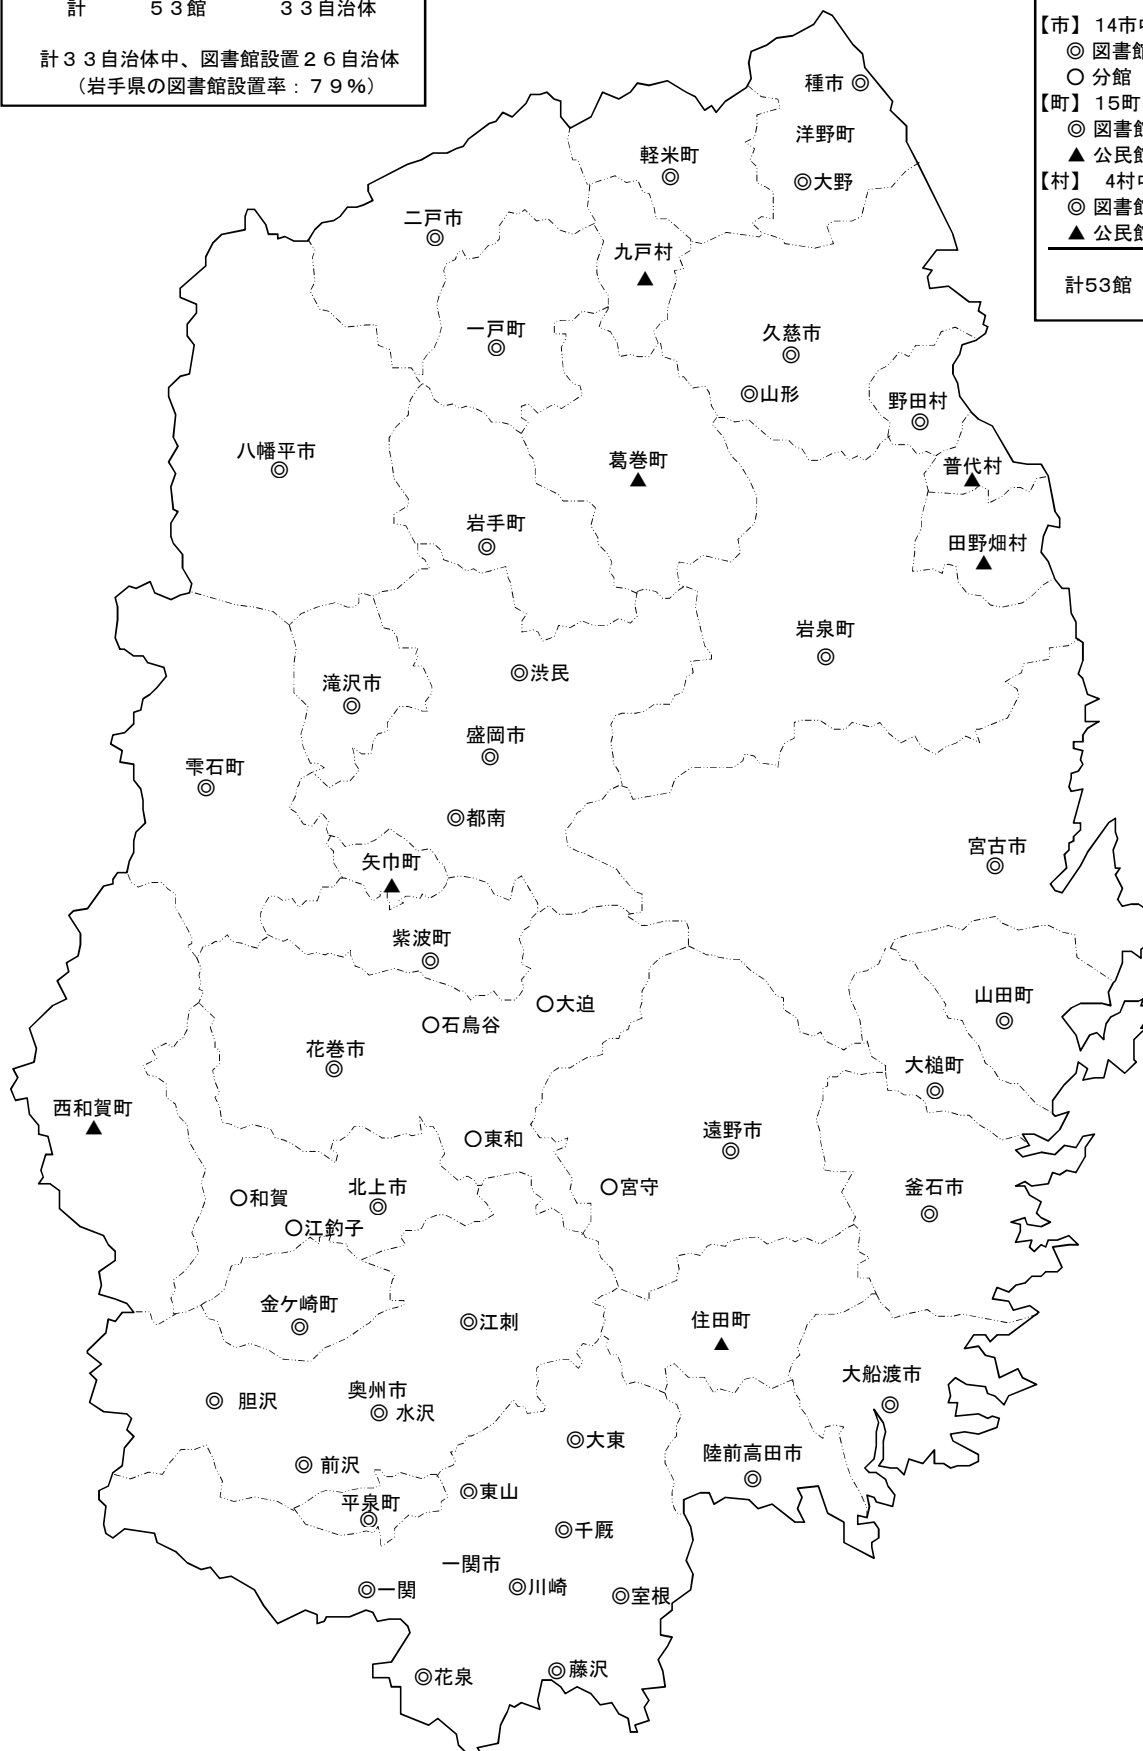 計　５３館　３３自治体
計３３自治体中、図書館設置２６自治体
（岩手県の図書館設置率：７９%）
【市】 14市中
◎ 図書館
○ 分館
【町】 15町
◎ 図書館
▲ 公民館
【村】 4村中
◎ 図書館
▲ 公民館
計53館
種市 ◎
洋野町
◎大野
軽米町
◎
二戸市
◎
九戸村
▲
一戸町
◎
久慈市
◎
◎山形
野田村
◎
八幡平市
◎
葛巻町
▲
普代村
▲
岩手町
◎
田野畑村
▲
岩泉町
◎
◎渋民
滝沢市
◎
盛岡市
◎
雫石町
◎
◎都南
宮古市
◎
矢巾町
▲
紫波町
◎
○大迫
山田町
◎
○石鳥谷
花巻市
◎
大槌町
◎
西和賀町
▲
○東和
遠野市
◎
○宮守
北上市
◎
○和賀
○江釣子
釜石市
◎
金ケ崎町
◎
◎江刺
住田町
▲
大船渡市
◎
◎ 胆沢
奥州市
◎ 水沢
◎大東
陸前高田市
◎
◎ 前沢
◎東山
平泉町
◎
◎千厩
一関市
◎一関
◎川崎
◎室根
◎花泉
◎藤沢